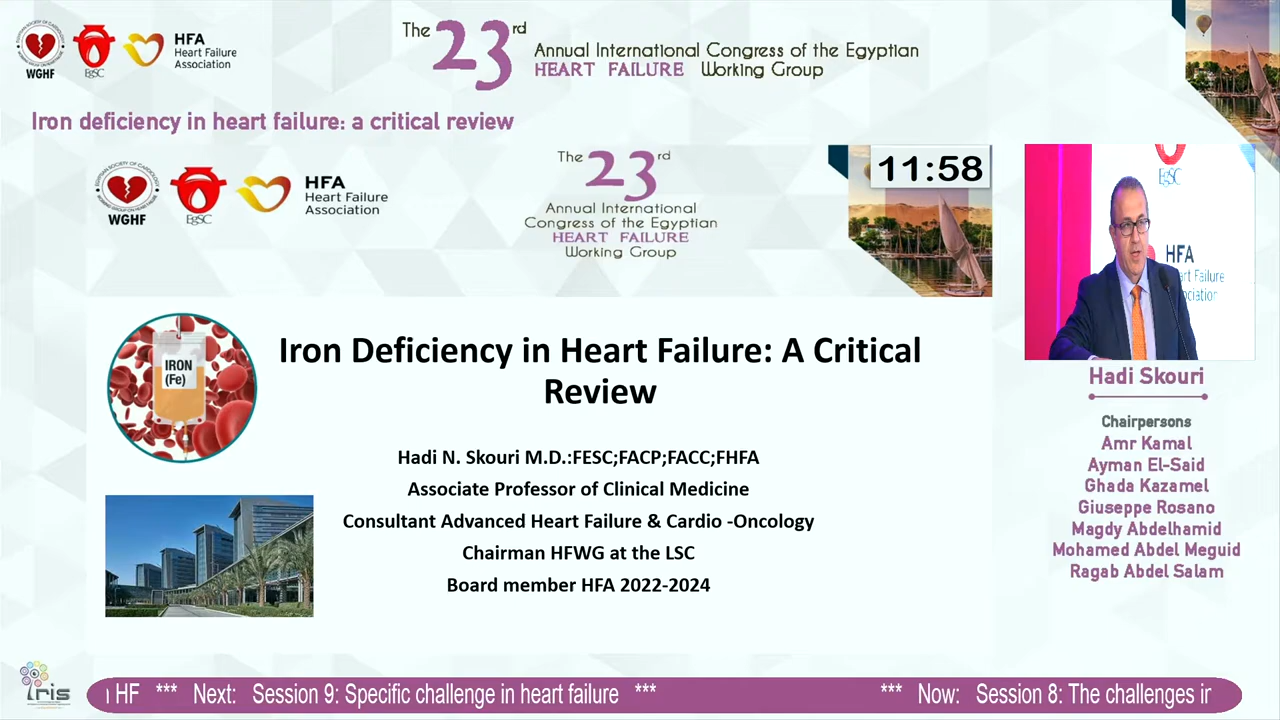 WGHF
EgSC
HFA
Heart Failure
Association
The 23rd
Annual International Congress of the Egyptian
HEART FAILURE Working Group
Iron deficiency in heart failure: a critical review
WGHF
EgSC
HFA
Heart Failure
Association
The 23rd
Annual International
Congress of the Egyptian
HEART FAILURE
Working Group
11:58
EgSC
HFA
art Failure
ociation
IRON
(Fe)
Iron Deficiency in Heart Failure: A Critical
Review
Hadi N. Skouri M.D.:FESC;FACP;FACC;FHFA
Associate Professor of Clinical Medicine
Consultant Advanced Heart Failure & Cardio -Oncology
Chairman HFWG at the LSC
Board member HFA 2022-2024
Hadi Skouri
Chairpersons
Amr Kamal
Ayman El-Said
Ghada Kazamel
Giuseppe Rosano
Magdy Abdelhamid
Mohamed Abdel Meguid
Ragab Abdel Salam
iris
HF *** Next: Session 9: Specific challenge in heart failure *** *** Now: Session 8: The challenges ir